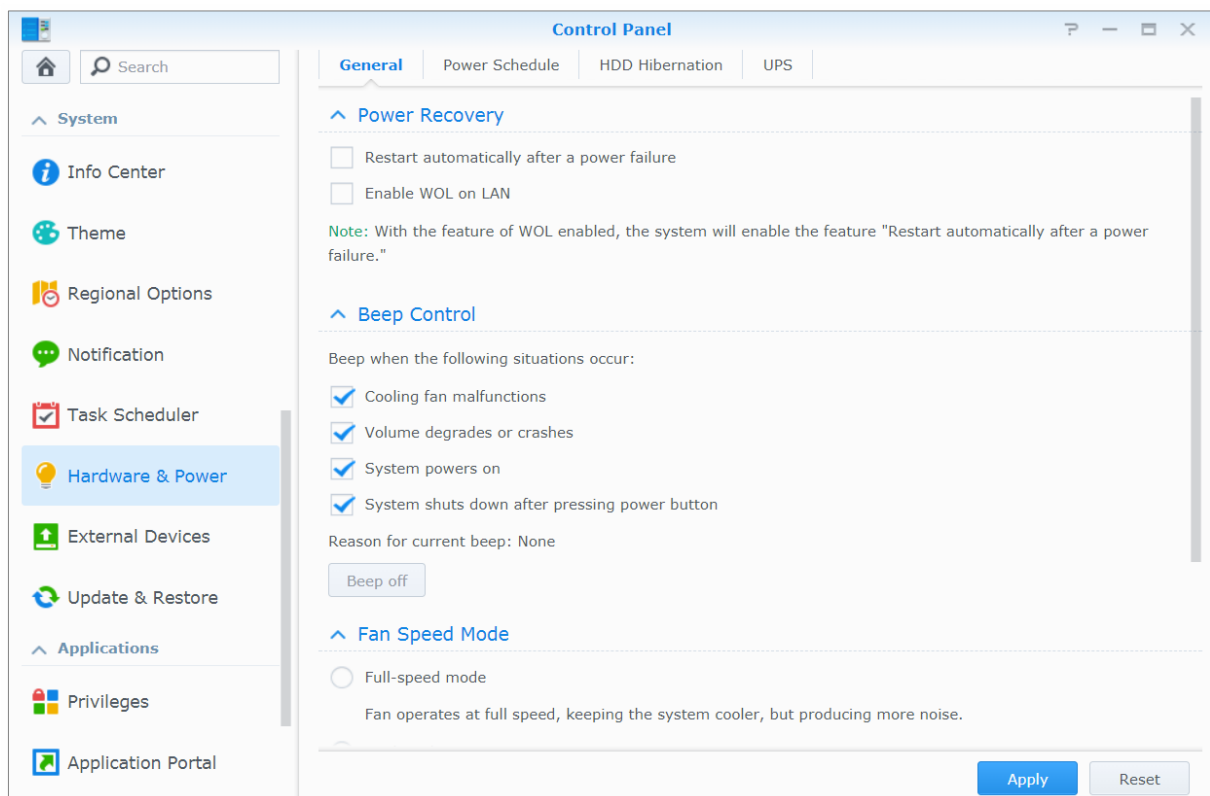 Control Panel
Search
General
Power Schedule
HDD Hibernation
UPS
System
Info Center
Theme
Regional Options
Notification
Task Scheduler
Hardware & Power
External Devices
Update & Restore
Applications
Privileges
Application Portal
Power Recovery
Restart automatically after a power failure
Enable WOL on LAN
Note: With the feature of WOL enabled, the system will enable the feature "Restart automatically after a power
failure."
Beep Control
Beep when the following situations occur:
Cooling fan malfunctions
Volume degrades or crashes
System powers on
System shuts down after pressing power button
Reason for current beep: None
Beep off
Fan Speed Mode
Full-speed mode
Fan operates at full speed, keeping the system cooler, but producing more noise.
Apply
Reset